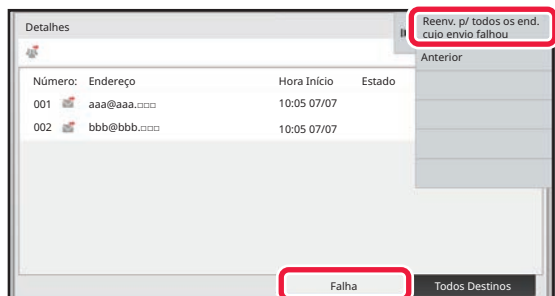 Detalhes
Reenv. p/ todos os end.
cujo envio falhou
Anterior
Número: Endereço Hora Início Estado
001 aaa@aaa.□□□ 10:05 07/07
002 bbb@bbb.□□□ 10:05 07/07
Falha Todos Destinos